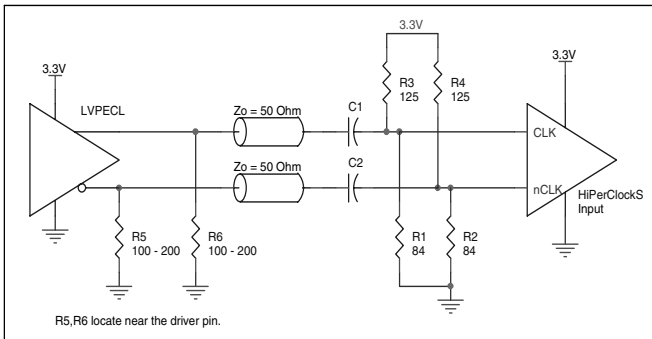 3.3V
3.3V
3.3V
LVPECL
R3
125
R4
125
Zo = 50 Ohm
C1
CLK
Zo = 50 Ohm
C2
nCLK
HiPerClockS
Input
R5
100 - 200
R6
100 - 200
R1
84
R2
84
R5,R6 locate near the driver pin.